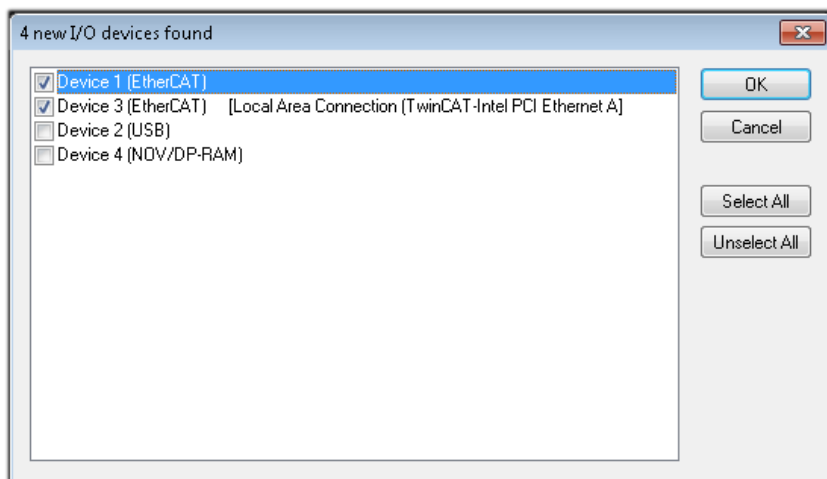 4 new I/O devices found
Device 1 (EtherCAT)
Device 3 (EtherCAT) [Local Area Connection (TwinCAT-Intel PCI Ethernet A]
Device 2 (USB)
Device 4 (NOV/DP-RAM)
OK
Cancel
Select All
Unselect All